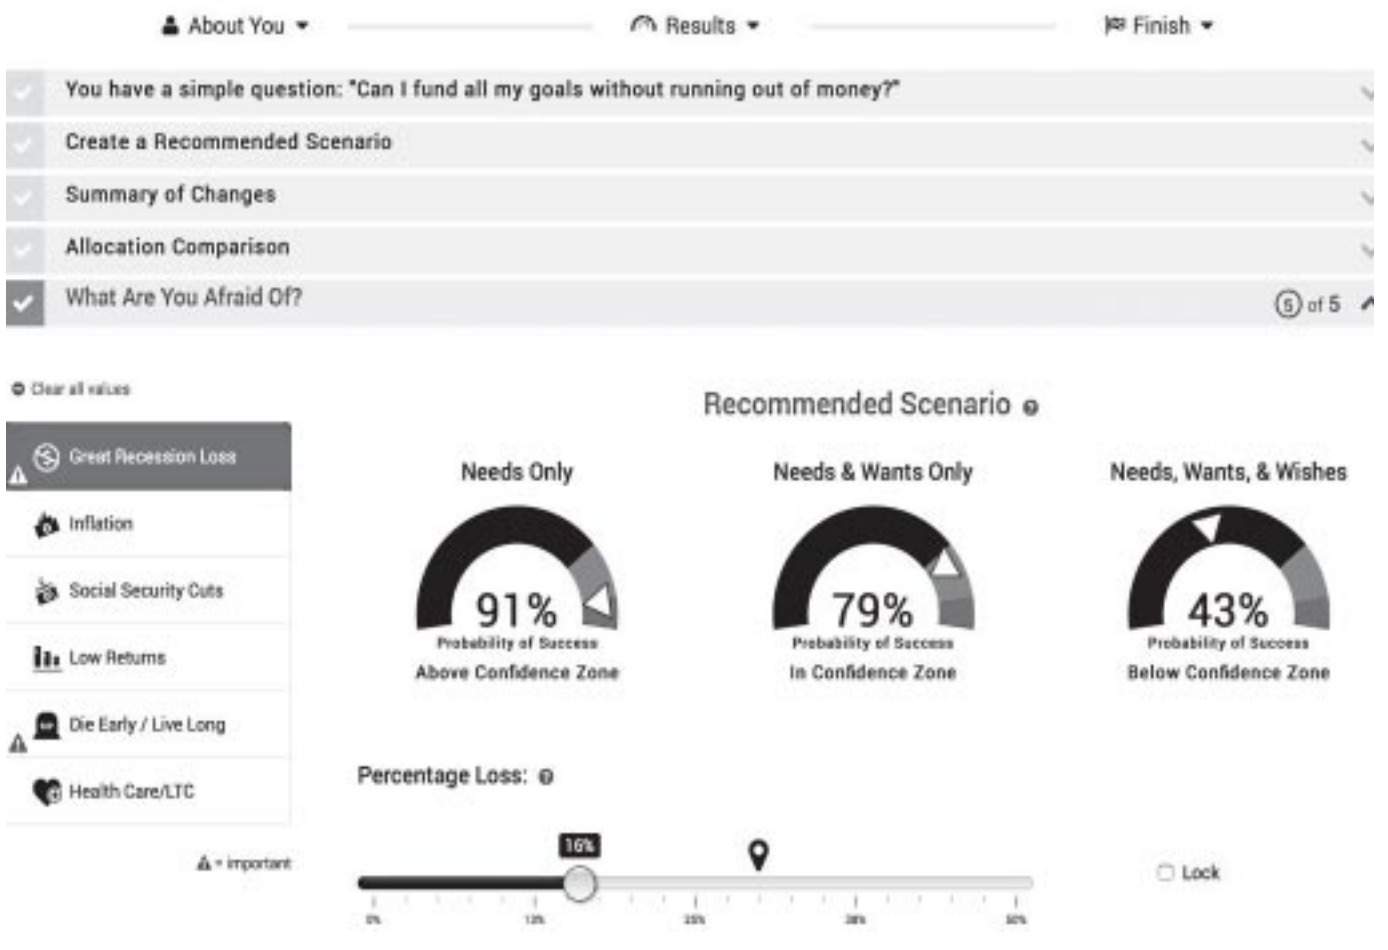 About You
Results
Finish
You have a simple question: "Can I fund all my goals without running out of money?"
Create a Recommended Scenario
Summary of Changes
Allocation Comparison
What Are You Afraid Of?
5 of 5
Clear all values
Recommended Scenario
Great Recession Loss
Inflation
Social Security Cuts
Low Returns
Die Early / Live Long
Health Care/LTC
= important
Needs Only
91%
Probability of Success
Above Confidence Zone
Needs & Wants Only
79%
Probability of Success
In Confidence Zone
Needs, Wants, & Wishes
43%
Probability of Success
Below Confidence Zone
Percentage Loss:
16%
Lock
0% 25% 50%